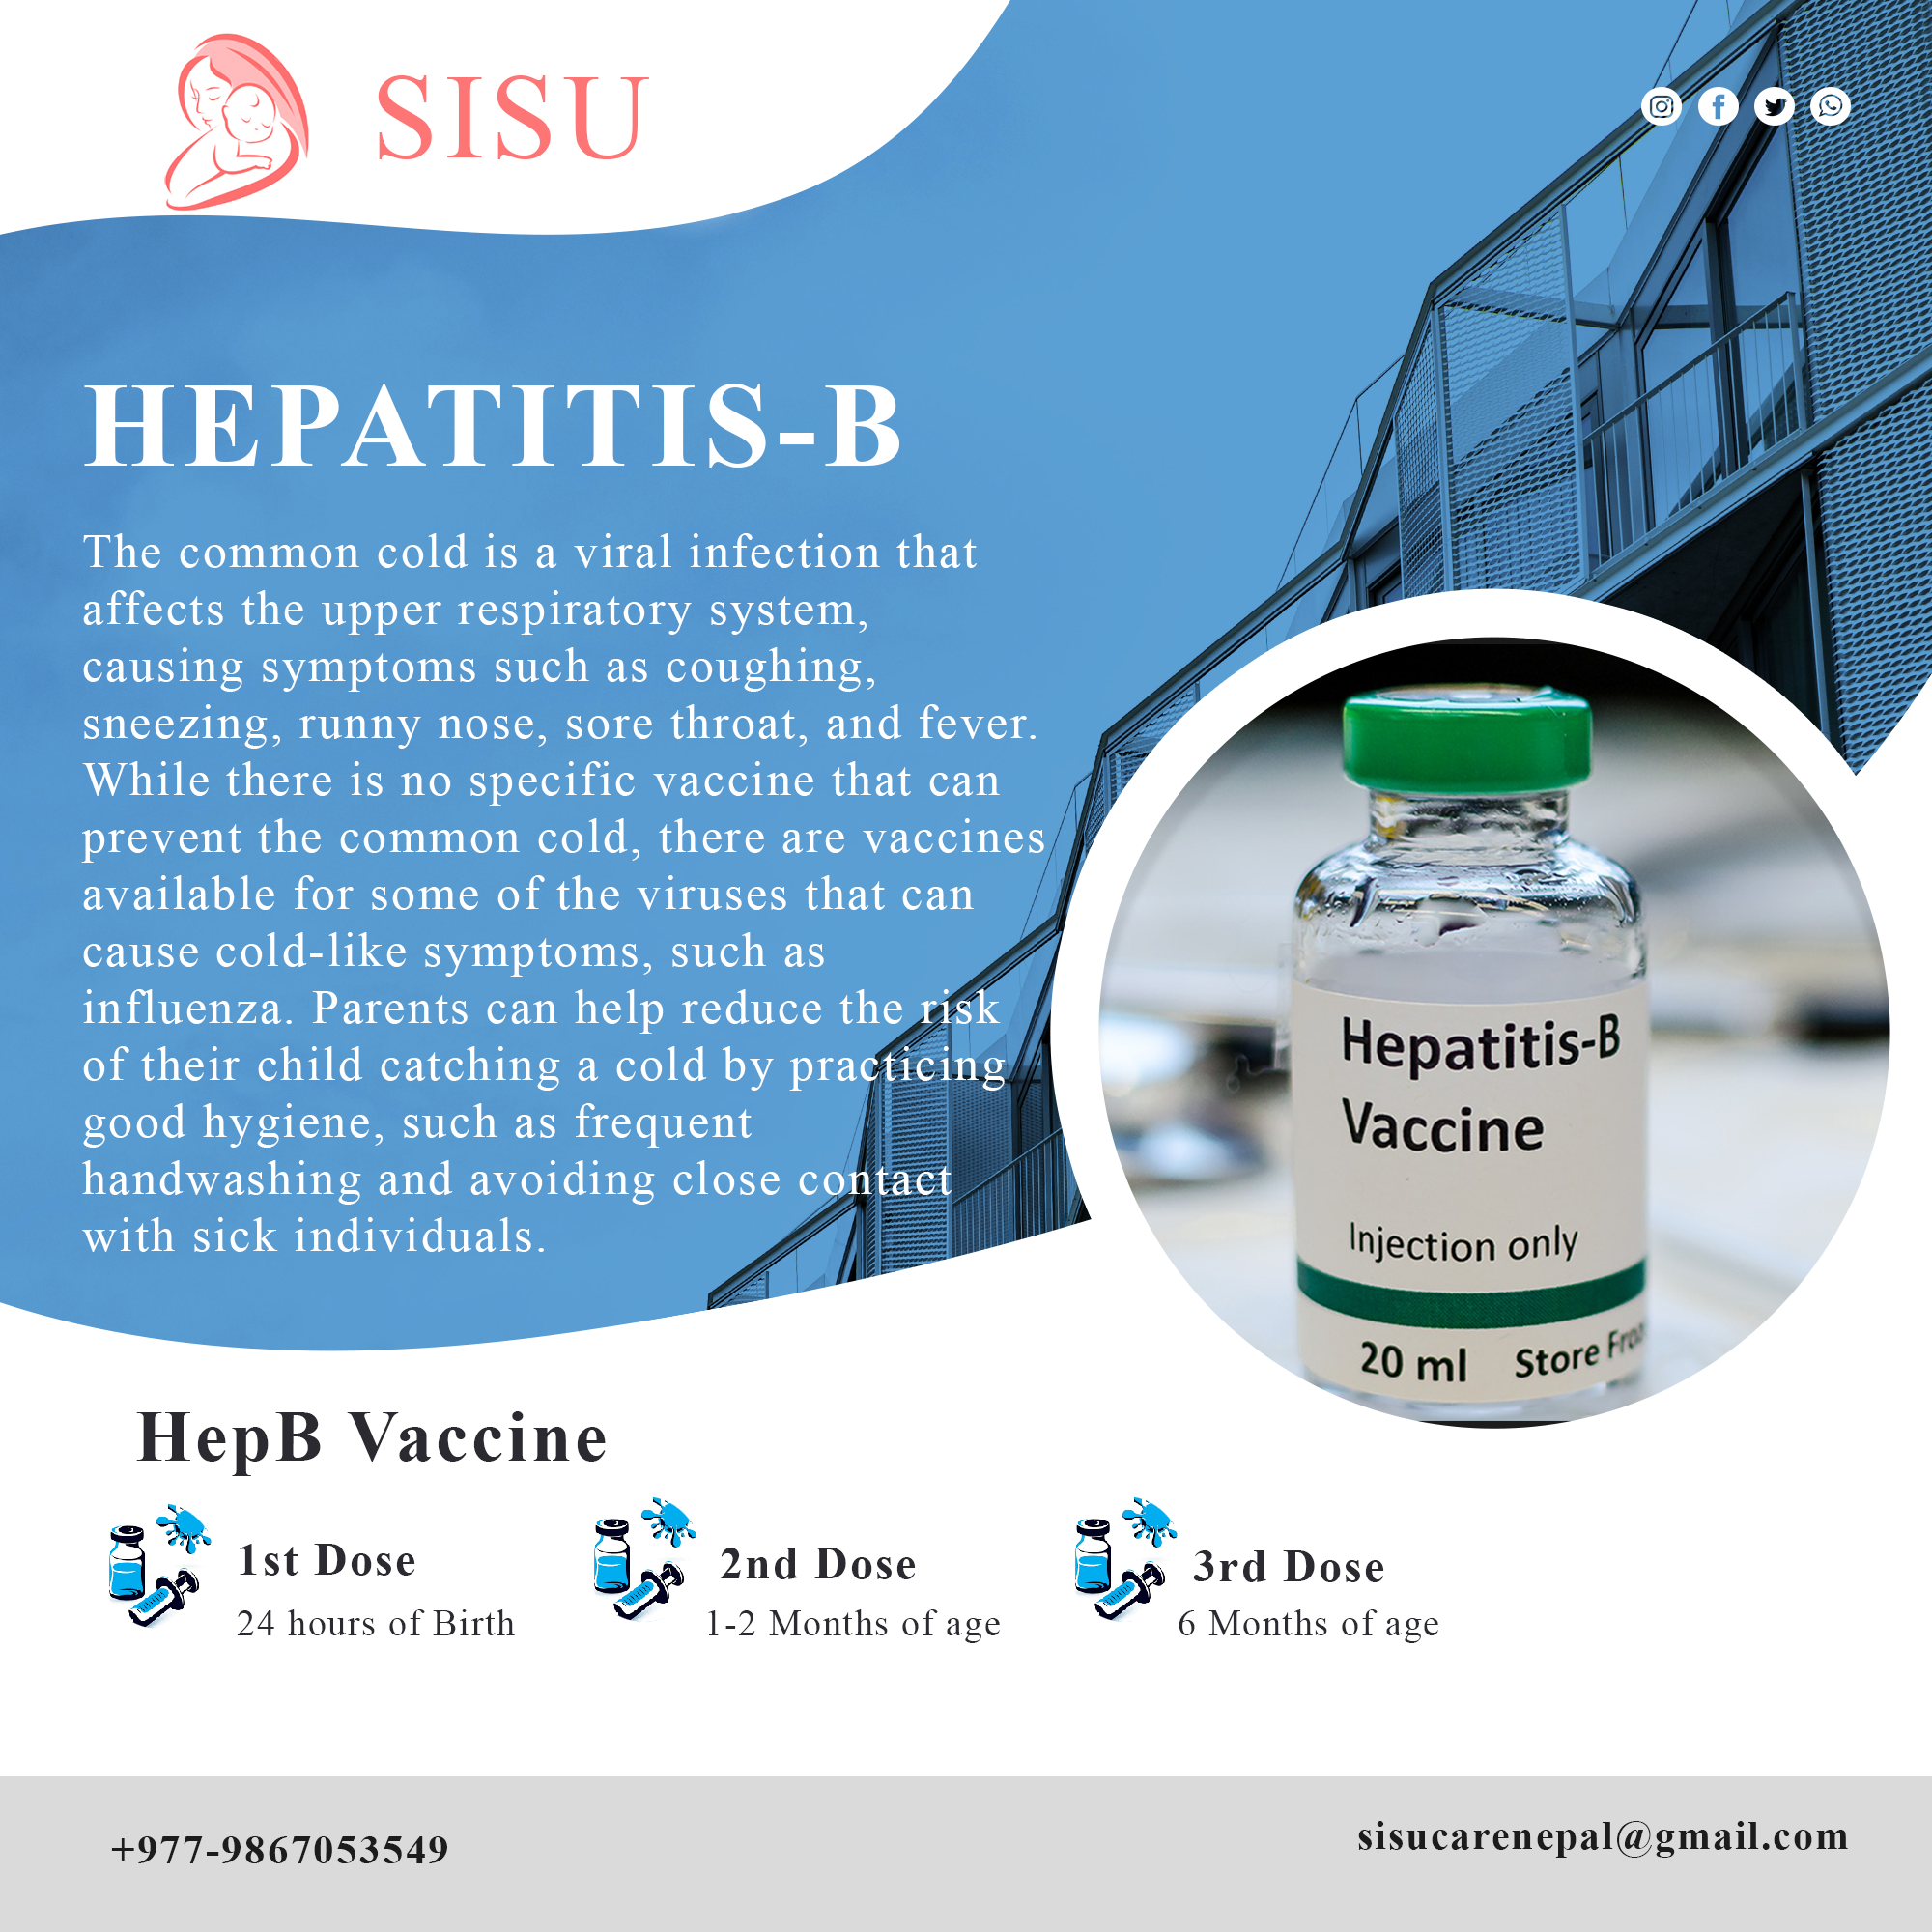 SISU
HEPATITIS-B
The common cold is a viral infection that
affects the upper respiratory system,
causing symptoms such as coughing,
sneezing, runny nose, sore throat, and fever.
While there is no specific vaccine that can
prevent the common cold, there are vaccines
available for some of the viruses that can
cause cold-like symptoms, such as
influenza. Parents can help reduce the risk
of their child catching a cold by practicing
good hygiene, such as frequent
handwashing and avoiding close contact
with sick individuals.
Hepatitis-B
Vaccine
Injection only
20 ml Store
HepB Vaccine
1st Dose
24 hours of Birth
2nd Dose
1-2 Months of age
3rd Dose
6 Months of age
+977-9867053549
sisucarenepal@gmail.com